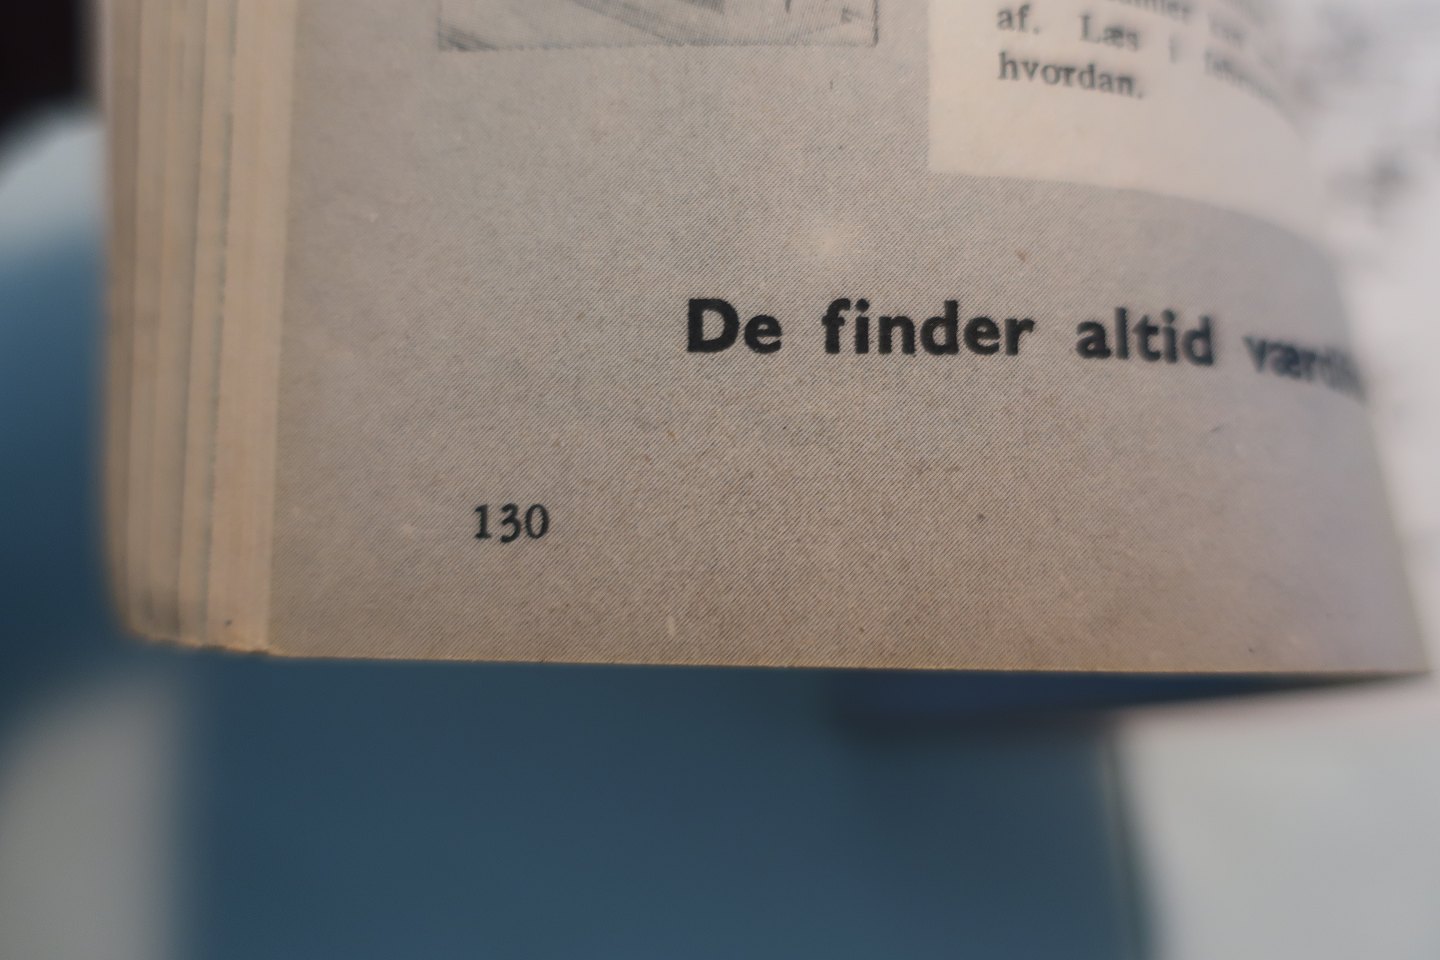 af. Læs i
hvordan.
De finder altid
130